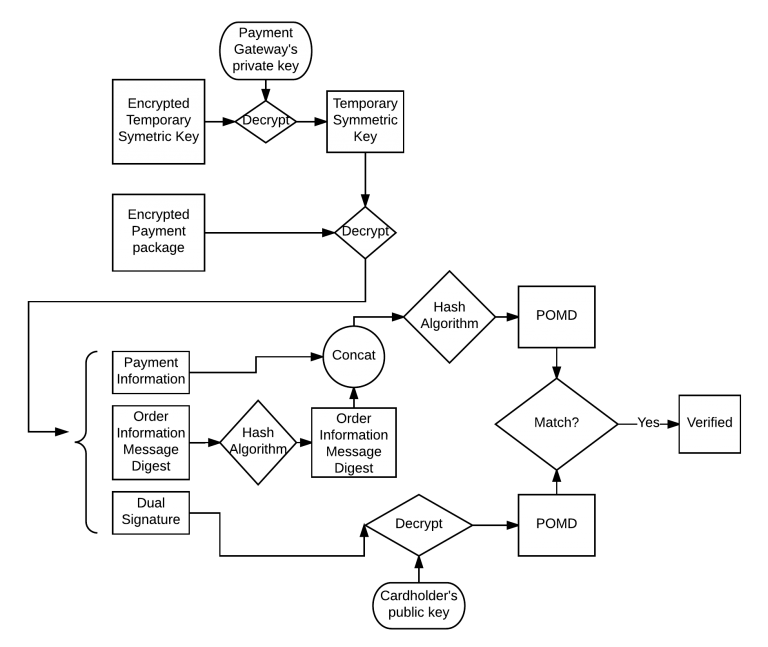 Payment
Gateway's
private key
Encrypted
Temporary
Symetric Key
Decrypt
Temporary
Symmetric
Key
Encrypted
Payment
package
Decrypt
Hash
Algorithm
POMD
Payment
Information
Concat
Order
Information
Message
Digest
Hash
Algorithm
Order
Information
Message
Digest
Match?
Yes
Verified
Dual
Signature
Decrypt
POMD
Cardholder's
public key